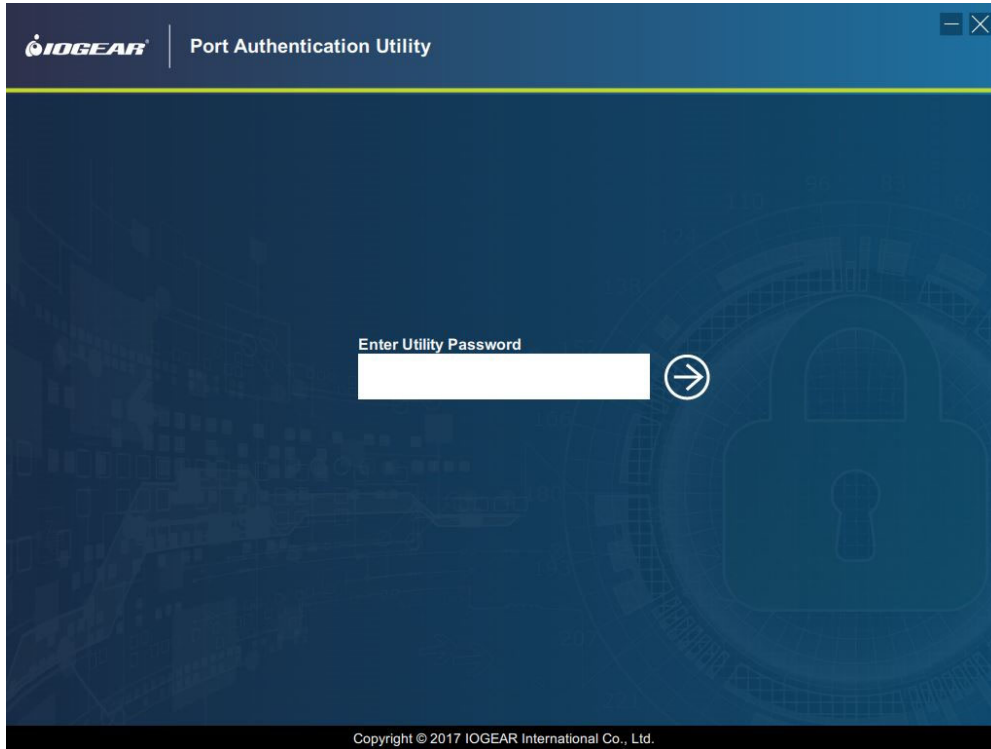 IOGEAR® Port Authentication Utility
Enter Utility Password
Copyright © 2017 IOGEAR International Co., Ltd.